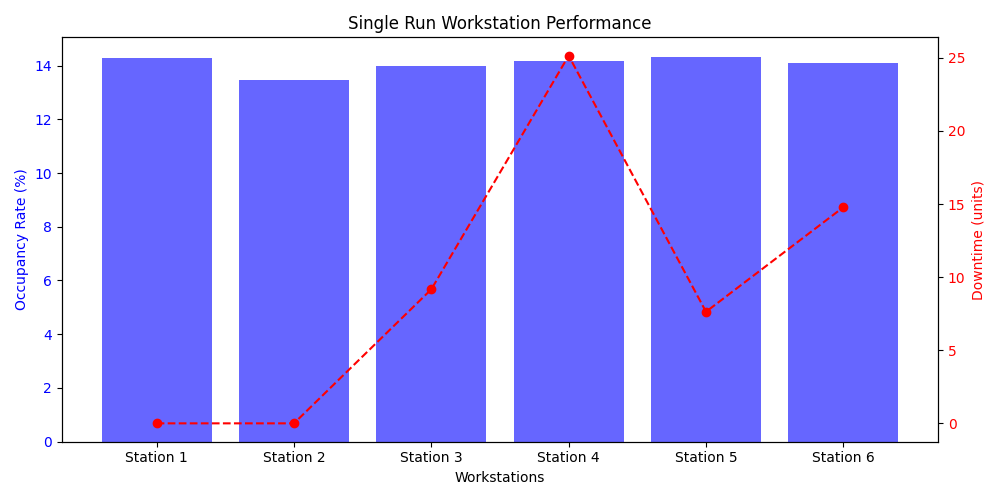 Single Run Workstation Performance
Occupancy Rate (%)
14
12
10
8
6
4
2
0
25
20
15
10
5
0
Downtime (units)
Station 1 Station 2 Station 3 Station 4 Station 5 Station 6
Workstations